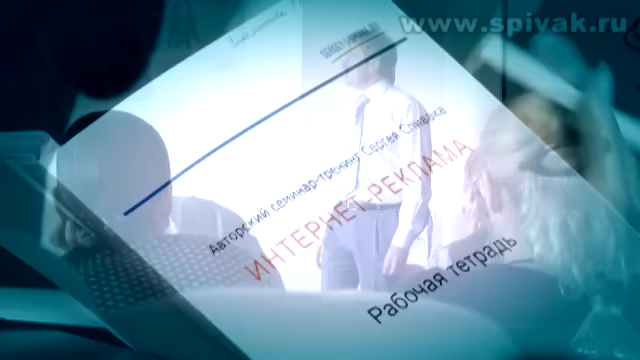 www.spivak.ru
Авторский семинар-тренинг Сергея Спивака
ИНТЕРНЕТ-РЕКЛАМА
Рабочая тетрадь